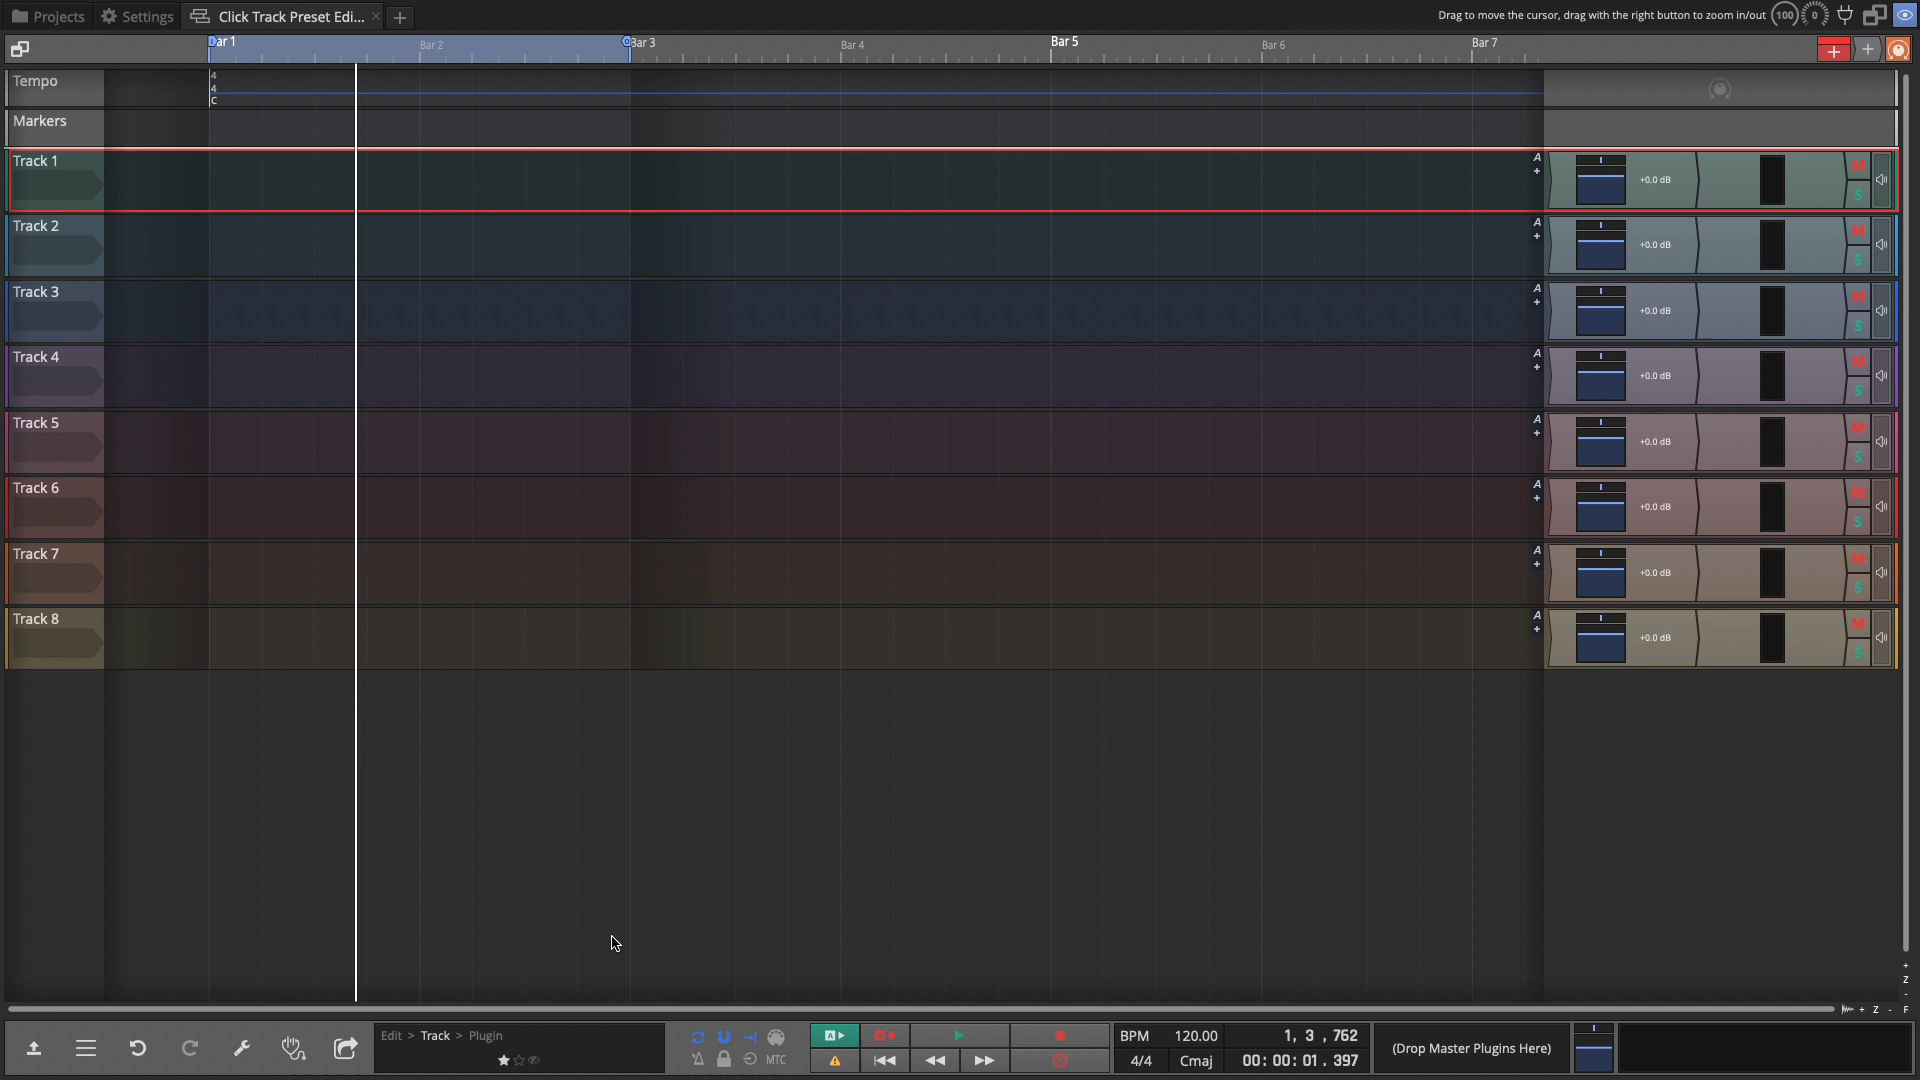 Projects
Settings
Click Track Preset Edi...
Drag to move the cursor, drag with the right button to zoom in/out
100
0
Bar 1
Bar 2
Bar 3
Bar 4
Bar 5
Bar 6
Bar 7
Tempo
4
4
C
Markers
Track 1
A
+0.0 dB
M
S
Track 2
A
+0.0 dB
M
S
Track 3
A
+0.0 dB
M
S
Track 4
A
+0.0 dB
M
S
Track 5
A
+0.0 dB
M
S
Track 6
A
+0.0 dB
M
S
Track 7
A
+0.0 dB
M
S
Track 8
A
+0.0 dB
M
S
+
Z
-
+ Z - F
Edit > Track > Plugin
MTC
A
A
BPM 120.00
1, 3 , 762
4/4 Cmaj
00: 00: 01 . 397
(Drop Master Plugins Here)